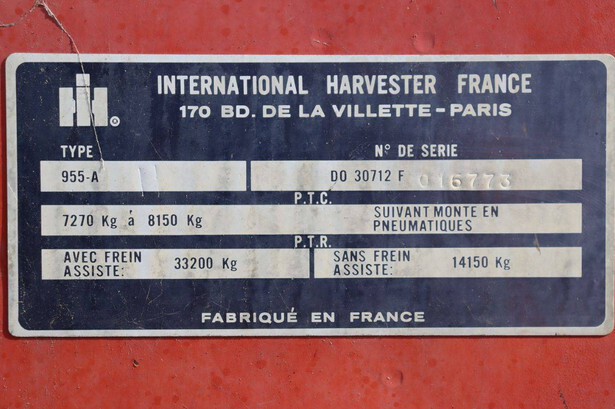 IH ®
INTERNATIONAL HARVESTER FRANCE
170 BD. DE LA VILLETTE - PARIS
TYPE
N° DE SERIE
955-A
DO 30712 F 016773
P.T.C.
7270 Kg à 8150 Kg
SUIVANT MONTE EN
PNEUMATIQUES
P.T.R.
AVEC FREIN
ASSISTE: 33200 Kg
SANS FREIN
ASSISTE: 14150 Kg
FABRIQUÉ EN FRANCE